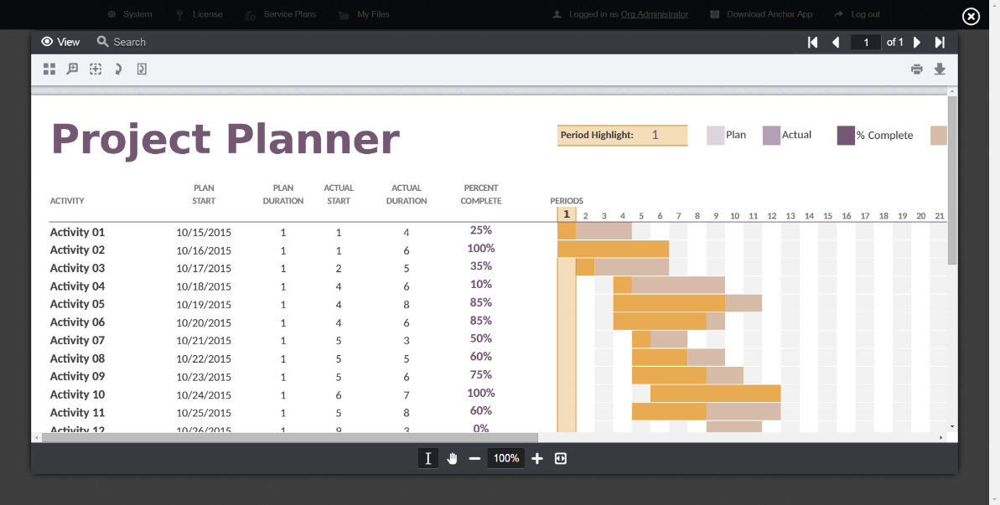 System License Service Plans My Files Logged in as Org Administrator Download Anchor App Log out
View Search 1 of 1
Project Planner
Period Highlight: 1 Plan Actual % Complete
PLAN PLAN ACTUAL ACTUAL PERCENT
ACTIVITY START DURATION START DURATION COMPLETE PERIODS
1 2 3 4 5 6 7 8 9 10 11 12 13 14 15 16 17 18 19 20 21
Activity 01 10/15/2015 1 1 4 25%
Activity 02 10/16/2015 1 1 6 100%
Activity 03 10/17/2015 1 2 5 35%
Activity 04 10/18/2015 1 4 6 10%
Activity 05 10/19/2015 1 4 8 85%
Activity 06 10/20/2015 1 4 6 85%
Activity 07 10/21/2015 1 5 3 50%
Activity 08 10/22/2015 1 5 5 60%
Activity 09 10/23/2015 1 5 6 75%
Activity 10 10/24/2015 1 6 7 100%
Activity 11 10/25/2015 1 5 8 60%
Activity 12 10/26/2015 1 9 3 0%
100%